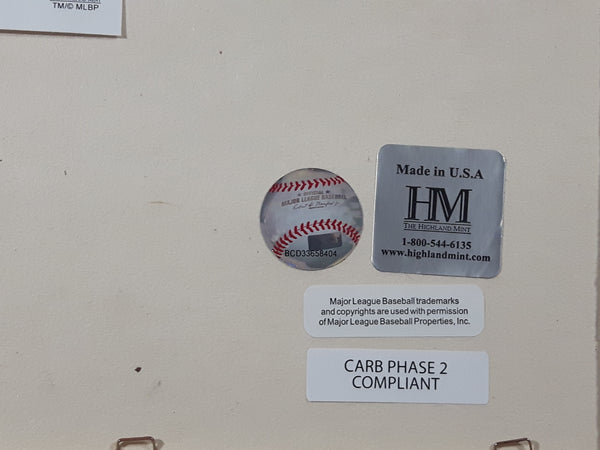 TM/© MLBP
OFFICIAL
MAJOR LEAGUE BASEBALL
BCD33658404
Made in U.S.A
HM
THE HIGHLAND MINT
1-800-544-6135
www.highlandmint.com
Major League Baseball trademarks
and copyrights are used with permission
of Major League Baseball Properties, Inc.
CARB PHASE 2
COMPLIANT